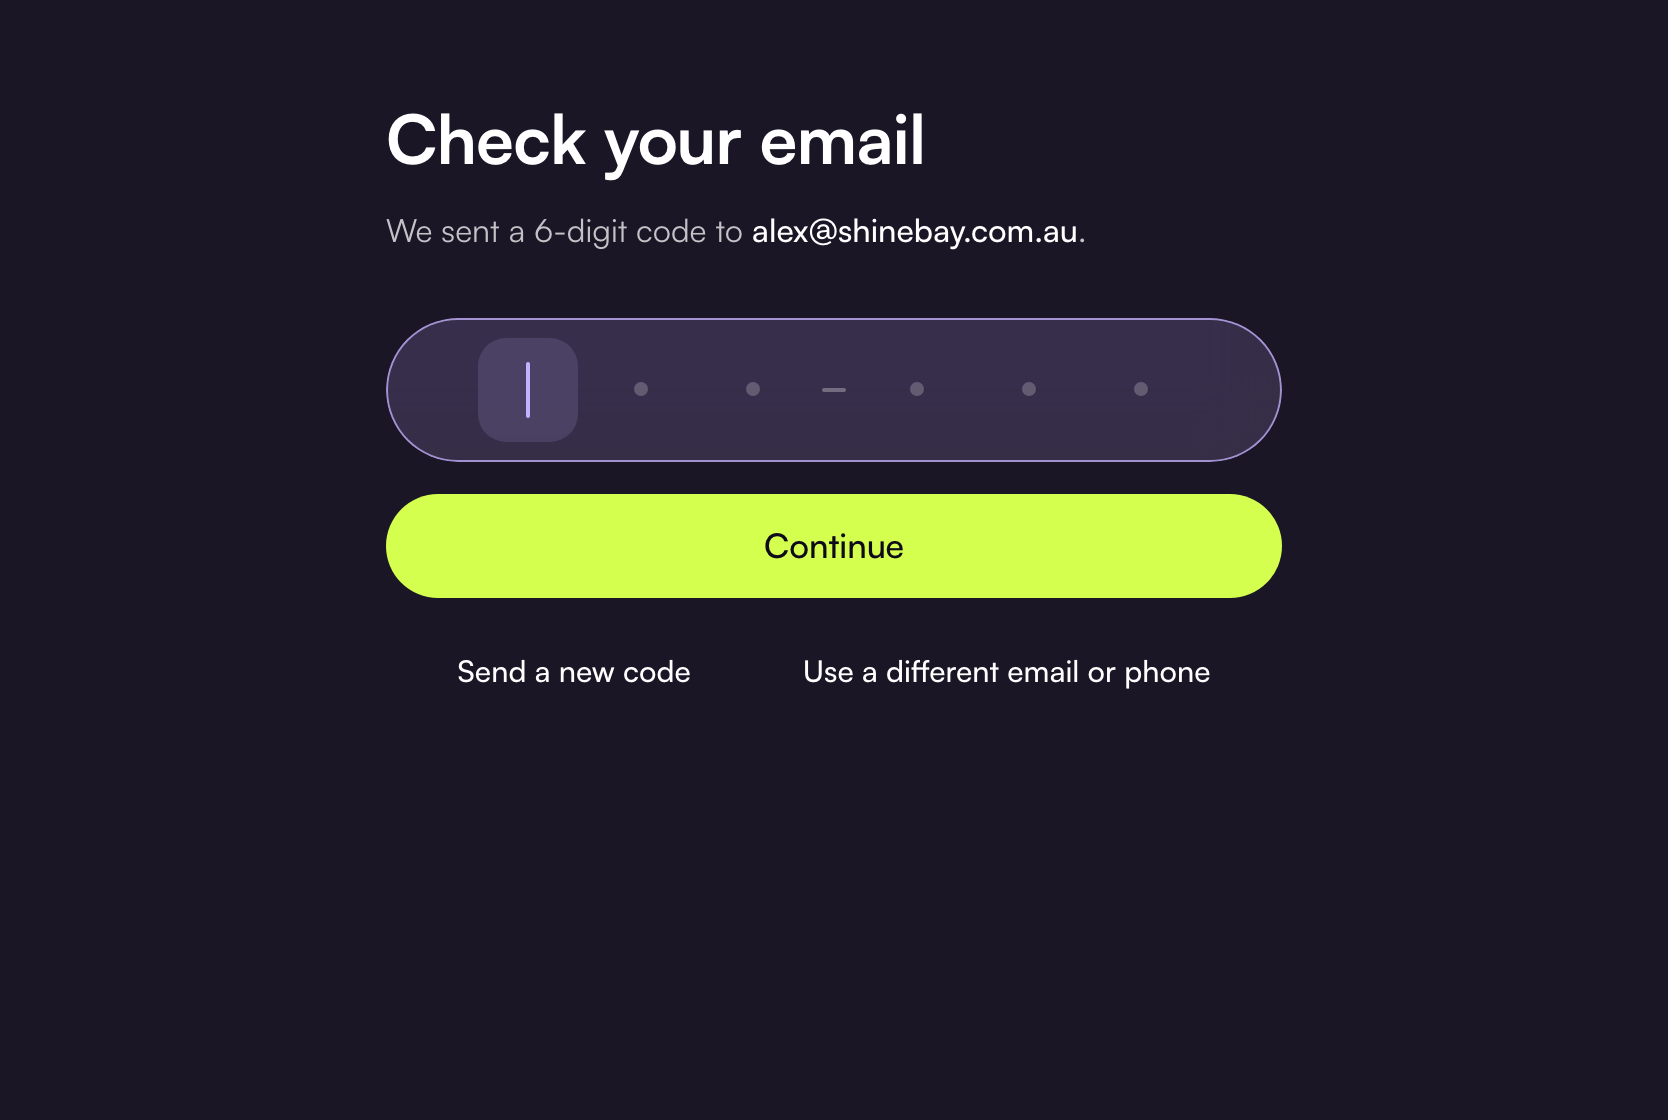 Check your email
We sent a 6-digit code to alex@shinebay.com.au.
Continue
Send a new code
Use a different email or phone